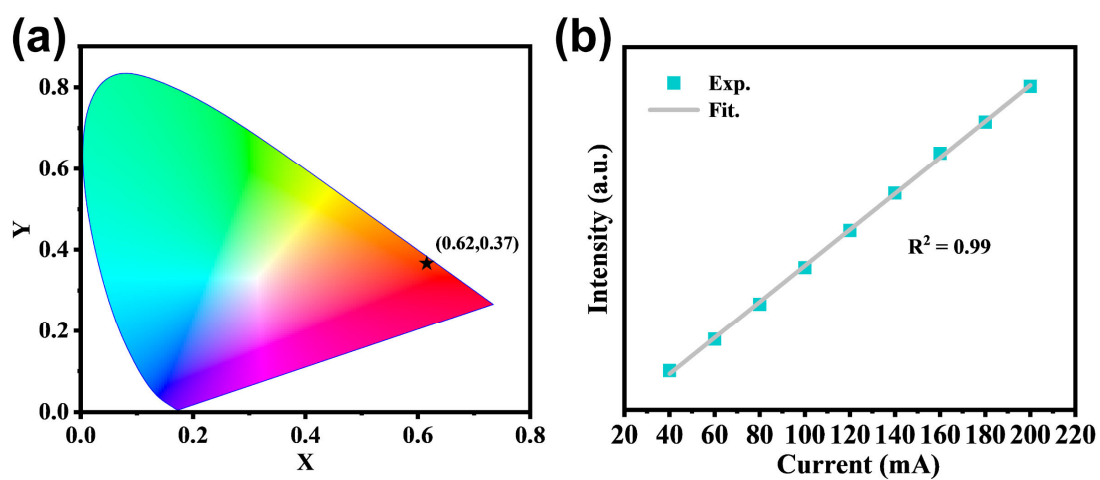 (a)
(b)
0.8
0.6
0.4
0.2
0.0
Y
(0.62,0.37)
0.0 0.2 0.4 0.6 0.8
X
Exp.
Fit.
Intensity (a.u.)
R² = 0.99
20 40 60 80 100 120 140 160 180 200 220
Current (mA)